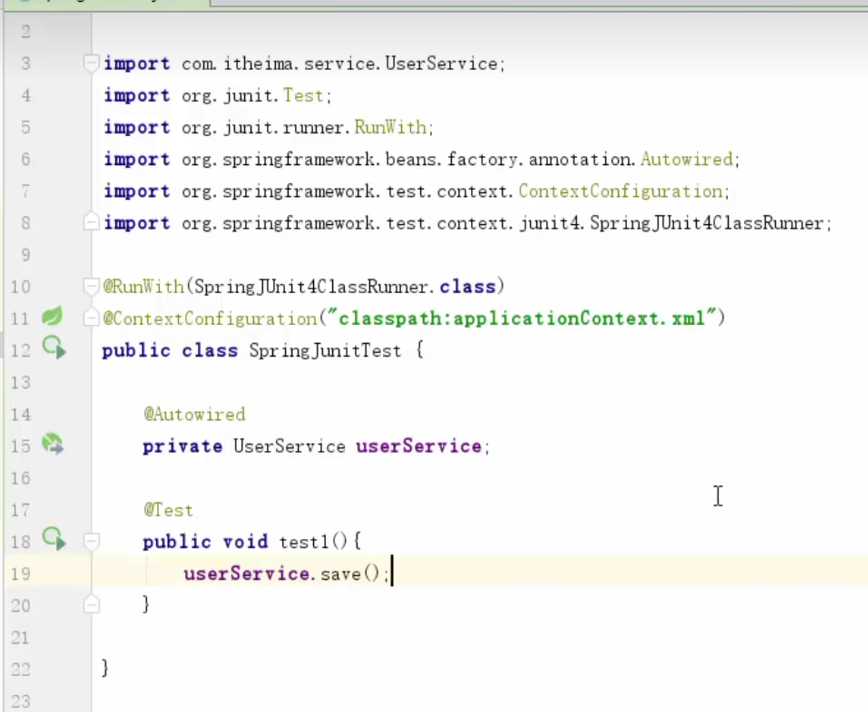 2
3 import com.itheima.service.UserService;
4 import org.junit.Test;
5 import org.junit.runner.RunWith;
6 import org.springframework.beans.factory.annotation.Autowired;
7 import org.springframework.test.context.ContextConfiguration;
8 import org.springframework.test.context.junit4.SpringJUnit4ClassRunner;
9
10 @RunWith(SpringJUnit4ClassRunner.class)
11 @ContextConfiguration("classpath:applicationContext.xml")
12 public class SpringJunitTest {
13
14     @Autowired
15     private UserService userService;
16
17     @Test
18     public void test1(){
19         userService.save();
20     }
21
22 }
23